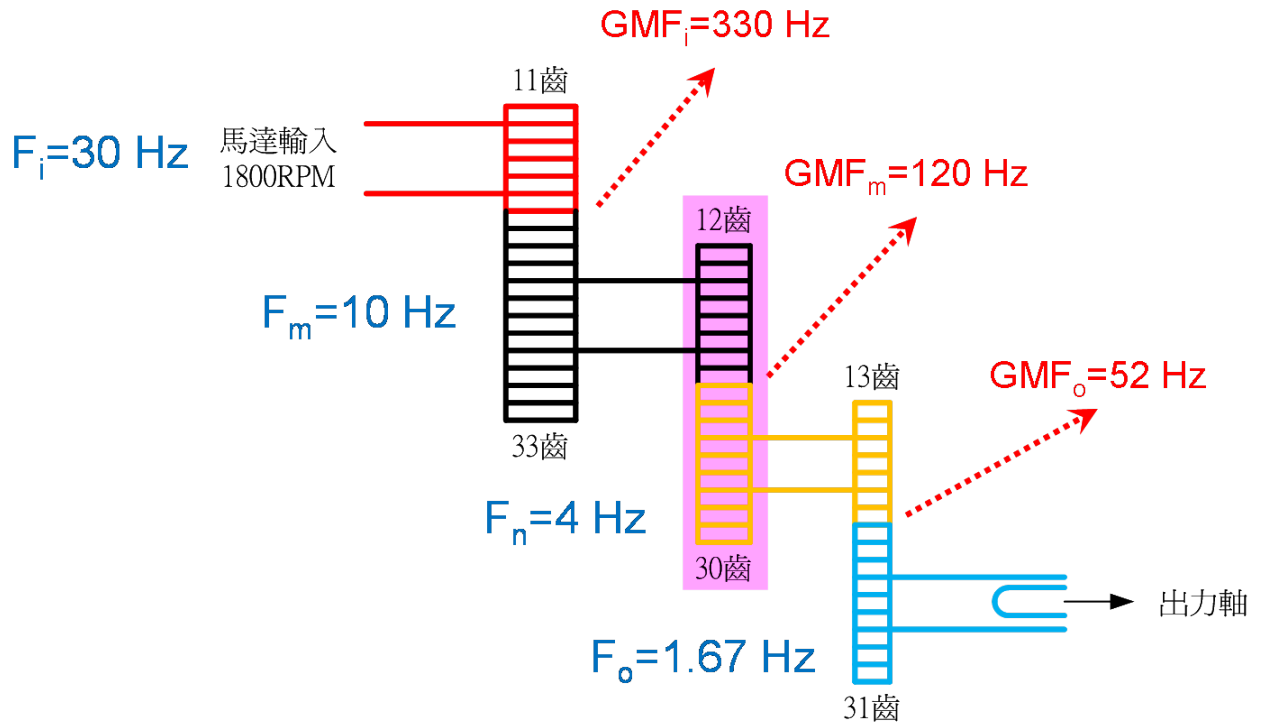 GMFi=330 Hz
11齒
Fi=30 Hz
馬達輸入
1800RPM
GMFm=120 Hz
12齒
Fm=10 Hz
13齒
GMFo=52 Hz
33齒
Fn=4 Hz
30齒
出力軸
Fo=1.67 Hz
31齒